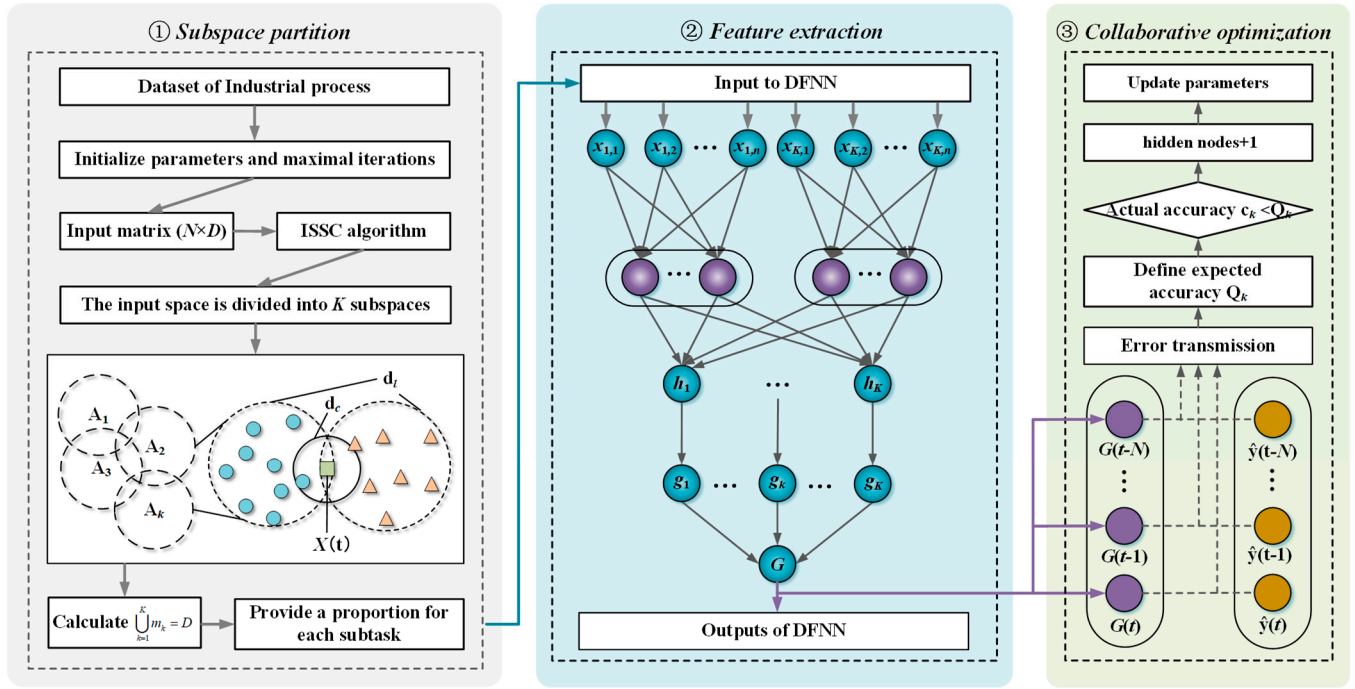 ① Subspace partition
Dataset of Industrial process
Initialize parameters and maximal iterations
Input matrix (N×D)
ISSC algorithm
The input space is divided into K subspaces
A1
A2
A3
Ak
dl
dc
X(t)
Calculate ⋃_{k=1}^{K} mk = D
Provide a proportion for
each subtask
② Feature extraction
Input to DFNN
x1,1 x1,2 ··· x1,n xK,1 xK,2 ··· xK,n
··· ···
h1 ··· hK
g1 ··· gk ··· gK
G
Outputs of DFNN
③ Collaborative optimization
Update parameters
hidden nodes+1
Actual accuracy ck <Qk
Define expected
accuracy Qk
Error transmission
G(t-N) ŷ(t-N)
⋮ ⋮
G(t-1) ŷ(t-1)
G(t) ŷ(t)